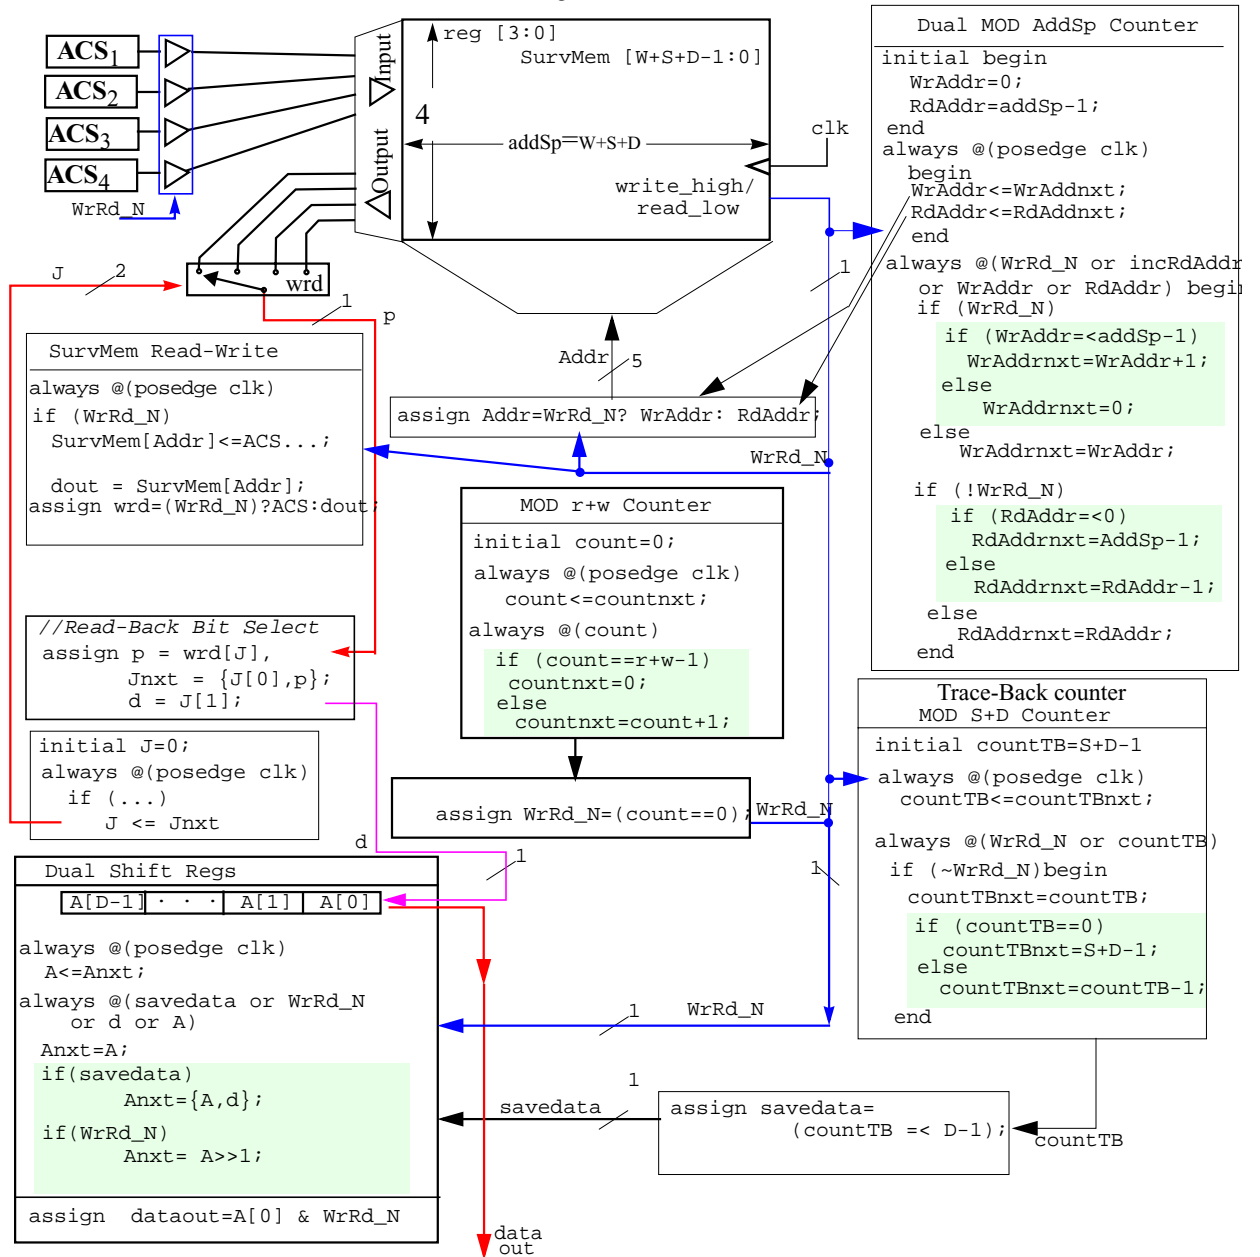 ACS1
ACS2
ACS3
ACS4
WrRd_N
Input
Output
reg [3:0]
SurvMem [W+S+D-1:0]
4
addSp=W+S+D
clk
write_high/
read_low
J
2
wrd
1
p
Addr
5
1
assign Addr=WrRd_N? WrAddr: RdAddr;
WrRd_N
Dual MOD AddSp Counter
initial begin
WrAddr=0;
RdAddr=addSp-1;
end
always @(posedge clk)
begin
WrAddr<=WrAddnxt;
RdAddr<=RdAddnxt;
end
always @(WrRd_N or incRdAddr
or WrAddr or RdAddr) begin
if (WrRd_N)
if (WrAddr=<addSp-1)
WrAddrnxt=WrAddr+1;
else
WrAddrnxt=0;
else
WrAddrnxt=WrAddr;
if (!WrRd_N)
if (RdAddr=<0)
RdAddrnxt=AddSp-1;
else
RdAddrnxt=RdAddr-1;
else
RdAddrnxt=RdAddr;
end
SurvMem Read-Write
always @(posedge clk)
if (WrRd_N)
SurvMem[Addr]<=ACS...;
dout = SurvMem[Addr];
assign wrd=(WrRd_N)?ACS:dout;
MOD r+w Counter
initial count=0;
always @(posedge clk)
count<=countnxt;
always @(count)
if (count==r+w-1)
countnxt=0;
else
countnxt=count+1;
//Read-Back Bit Select
assign p = wrd[J],
Jnxt = {J[0],p};
d = J[1];
initial J=0;
always @(posedge clk)
if (...)
J <= Jnxt
assign WrRd_N=(count==0);
WrRd_N
d
1
1
Trace-Back counter
MOD S+D Counter
initial countTB=S+D-1
always @(posedge clk)
countTB<=countTBnxt;
always @(WrRd_N or countTB)
if (~WrRd_N)begin
countTBnxt=countTB;
if (countTB==0)
countTBnxt=S+D-1;
else
countTBnxt=countTB-1;
end
Dual Shift Regs
A[D-1] · · · A[1] A[0]
always @(posedge clk)
A<=Anxt;
always @(savedata or WrRd_N
or d or A)
Anxt=A;
if(savedata)
Anxt={A,d};
if(WrRd_N)
Anxt= A>>1;
assign dataout=A[0] & WrRd_N
1
WrRd_N
savedata
1
assign savedata=
(countTB =< D-1);
countTB
data
out